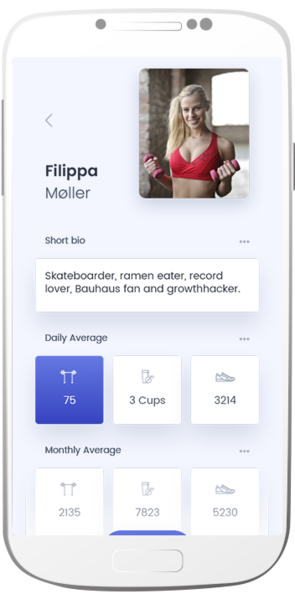 Filippa
Møller
Short bio
Skateboarder, ramen eater, record
lover, Bauhaus fan and growthhacker.
Daily Average
75
3 Cups
3214
Monthly Average
2135
7823
5230